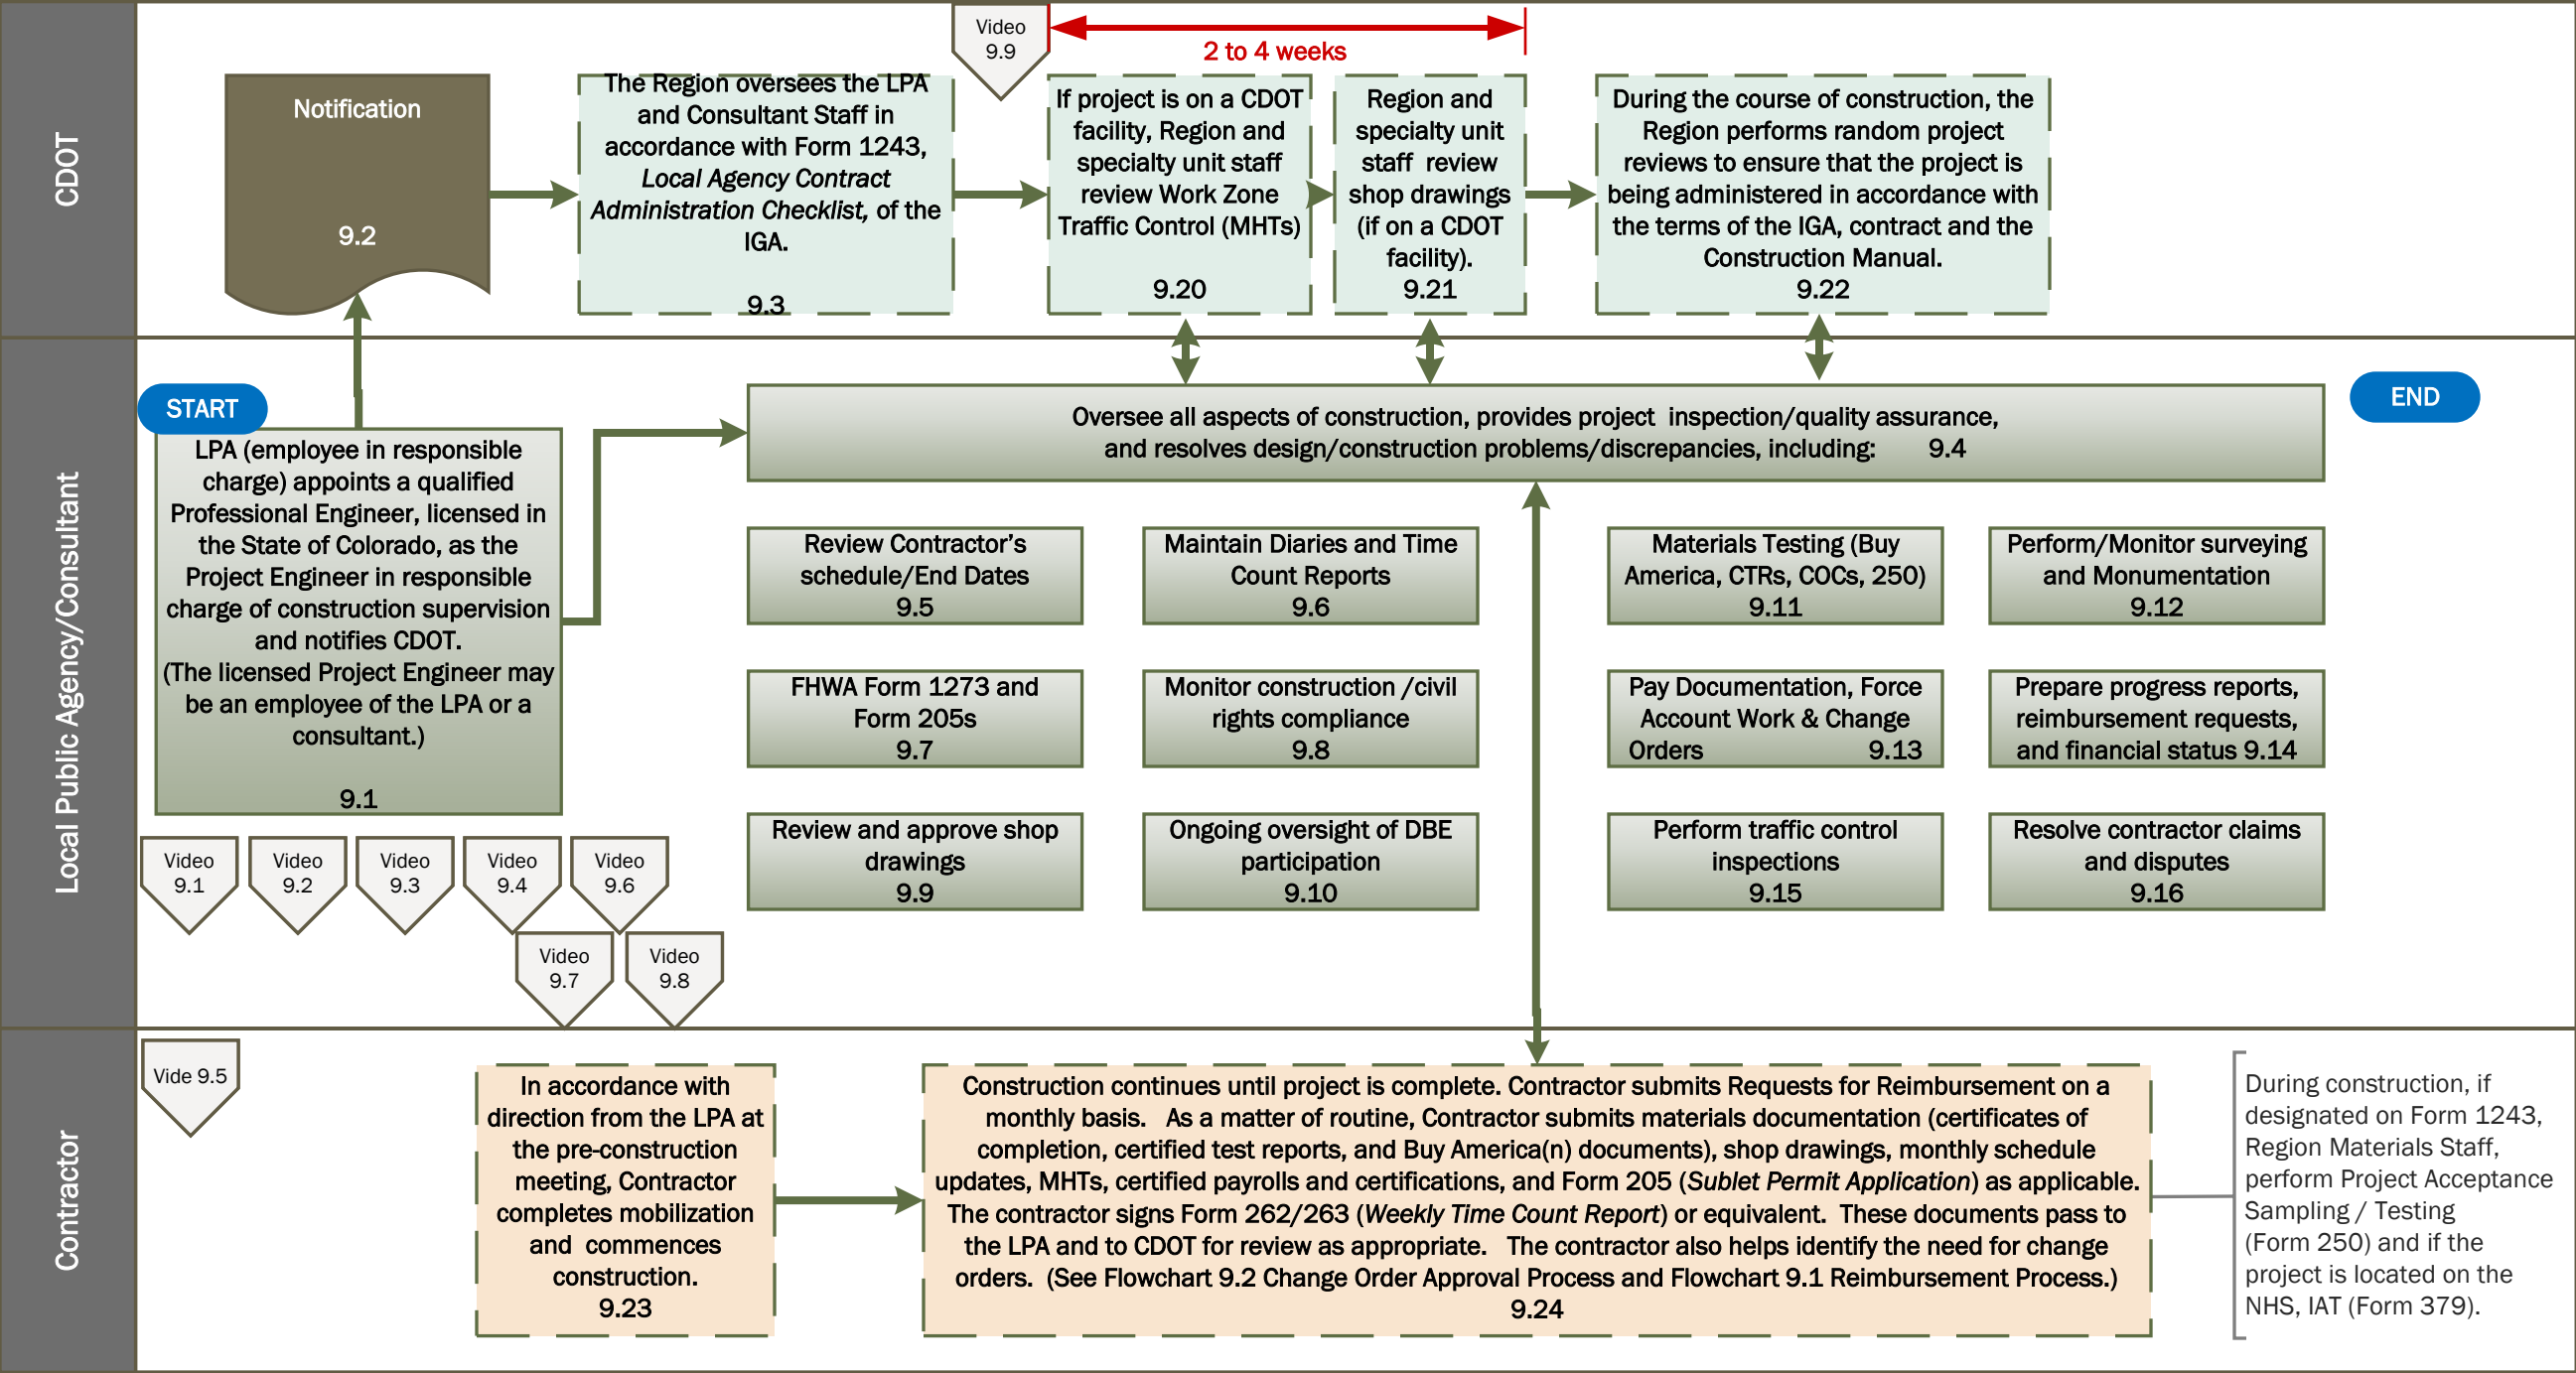 CDOT
Video
9.9
2 to 4 weeks
Notification
9.2
The Region oversees the LPA
and Consultant Staff in
accordance with Form 1243,
Local Agency Contract
Administration Checklist, of the
IGA.
9.3
If project is on a CDOT
facility, Region and
specialty unit staff
review Work Zone
Traffic Control (MHTs)
9.20
Region and
specialty unit
staff review
shop drawings
(if on a CDOT
facility).
9.21
During the course of construction, the
Region performs random project
reviews to ensure that the project is
being administered in accordance with
the terms of the IGA, contract and the
Construction Manual.
9.22
Local Public Agency/Consultant
START
LPA (employee in responsible
charge) appoints a qualified
Professional Engineer, licensed in
the State of Colorado, as the
Project Engineer in responsible
charge of construction supervision
and notifies CDOT.
(The licensed Project Engineer may
be an employee of the LPA or a
consultant.)
9.1
Oversee all aspects of construction, provides project inspection/quality assurance,
and resolves design/construction problems/discrepancies, including: 9.4
END
Review Contractor's
schedule/End Dates
9.5
Maintain Diaries and Time
Count Reports
9.6
Materials Testing (Buy
America, CTRs, COCs, 250)
9.11
Perform/Monitor surveying
and Monumentation
9.12
FHWA Form 1273 and
Form 205s
9.7
Monitor construction /civil
rights compliance
9.8
Pay Documentation, Force
Account Work & Change
Orders 9.13
Prepare progress reports,
reimbursement requests,
and financial status 9.14
Review and approve shop
drawings
9.9
Ongoing oversight of DBE
participation
9.10
Perform traffic control
inspections
9.15
Resolve contractor claims
and disputes
9.16
Video
9.1
Video
9.2
Video
9.3
Video
9.4
Video
9.6
Video
9.7
Video
9.8
Contractor
Vide 9.5
In accordance with
direction from the LPA at
the pre-construction
meeting, Contractor
completes mobilization
and commences
construction.
9.23
Construction continues until project is complete. Contractor submits Requests for Reimbursement on a
monthly basis. As a matter of routine, Contractor submits materials documentation (certificates of
completion, certified test reports, and Buy America(n) documents), shop drawings, monthly schedule
updates, MHTs, certified payrolls and certifications, and Form 205 (Sublet Permit Application) as applicable.
The contractor signs Form 262/263 (Weekly Time Count Report) or equivalent. These documents pass to
the LPA and to CDOT for review as appropriate. The contractor also helps identify the need for change
orders. (See Flowchart 9.2 Change Order Approval Process and Flowchart 9.1 Reimbursement Process.)
9.24
During construction, if
designated on Form 1243,
Region Materials Staff,
perform Project Acceptance
Sampling / Testing
(Form 250) and if the
project is located on the
NHS, IAT (Form 379).